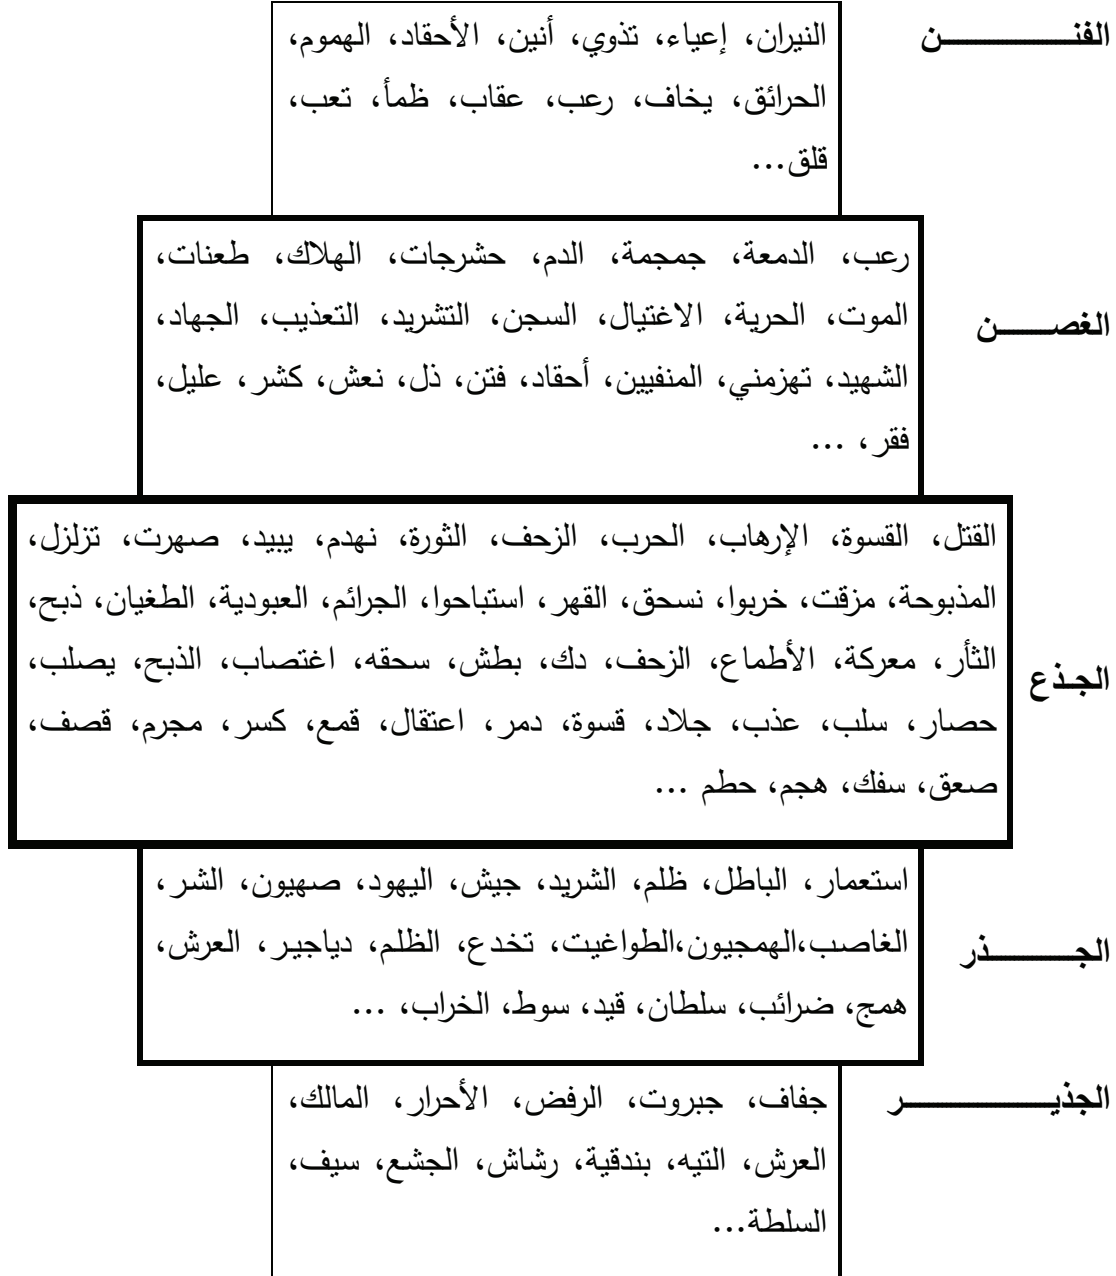 الفنـــــــن
النيران، إعياء، تذوي، أنين، الأحقاد، الهموم،
الحرائق، يخاف، رعب، عقاب، ظمأ، تعب،
قلق...
رعب، الدمعة، جمجمة، الدم، حشرجات، الهلاك، طعنات،
الموت، الحرية، الاغتيال، السجن، التشريد، التعذيب، الجهاد،
الغصـــــن
الشهيد، تهزمني، المنفيين، أحقاد، فتن، ذل، نعش، كشر، عليل،
فقر، ...
القتل، القسوة، الإرهاب، الحرب، الزحف، الثورة، نهدم، يبيد، صهرت، تزلزل،
المذبوحة، مزقت، خربوا، نسحق، القهر، استباحوا، الجرائم، العبودية، الطغيان، ذبح،
الثأر، معركة، الأطماع، الزحف، دك، بطش، سحقه، اغتصاب، الذبح، يصلب،
الجـذع
حصار، سلب، عذب، جلاد، قسوة، دمر، اعتقال، قمع، كسر، مجرم، قصف،
صعق، سفك، هجم، حطم ...
استعمار، الباطل، ظلم، الشريد، جيش، اليهود، صهيون، الشر،
الغاصب،الهمجيون،الطواغيت، تخدع، الظلم، دياجير، العرش،
الجـــــذر
همج، ضرائب، سلطان، قيد، سوط، الخراب، ...
الجذيـــــــر
جفاف، جبروت، الرفض، الأحرار، المالك،
العرش، التيه، بندقية، رشاش، الجشع، سيف،
السلطة...